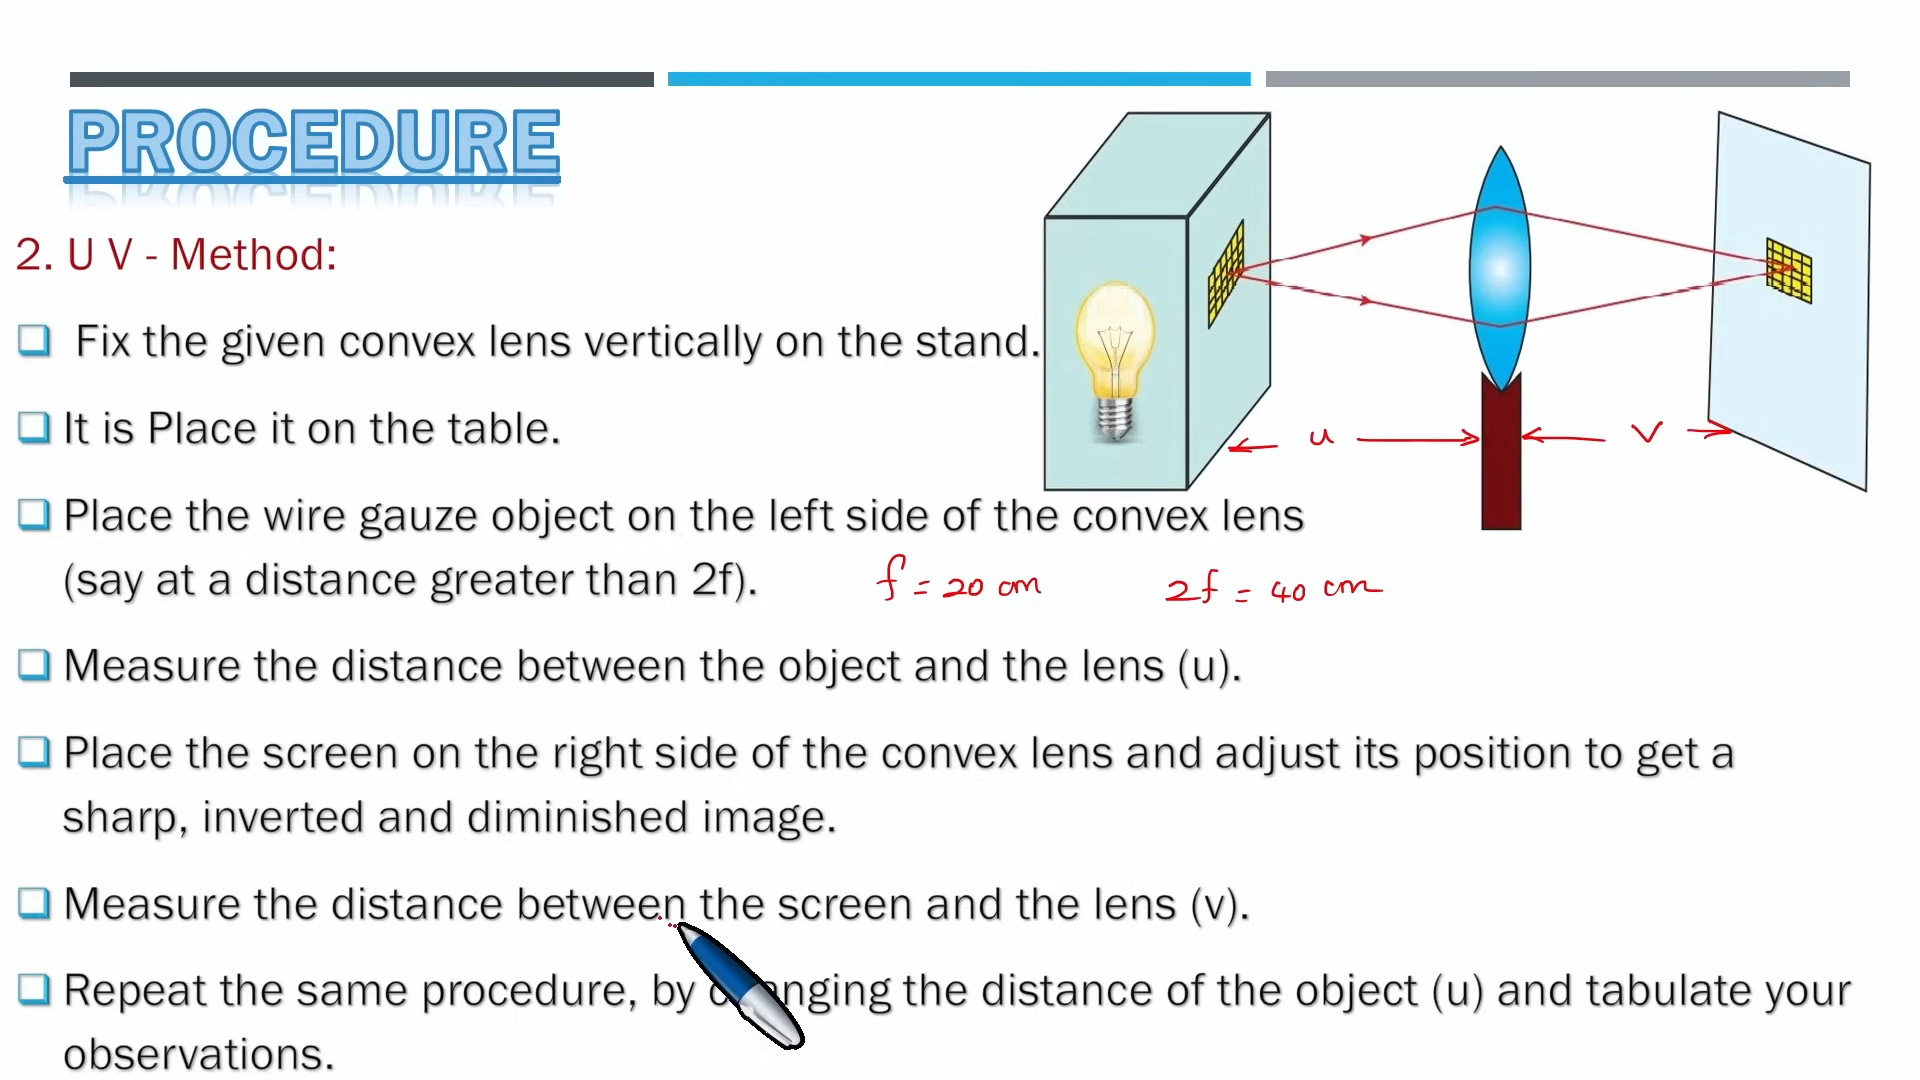 PROCEDURE
2. U V - Method:
Fix the given convex lens vertically on the stand.
It is Place it on the table.
u
v
Place the wire gauze object on the left side of the convex lens
(say at a distance greater than 2f).
f = 20 cm
2f = 40 cm
Measure the distance between the object and the lens (u).
Place the screen on the right side of the convex lens and adjust its position to get a
sharp, inverted and diminished image.
Measure the distance between the screen and the lens (v).
Repeat the same procedure, by changing the distance of the object (u) and tabulate your
observations.